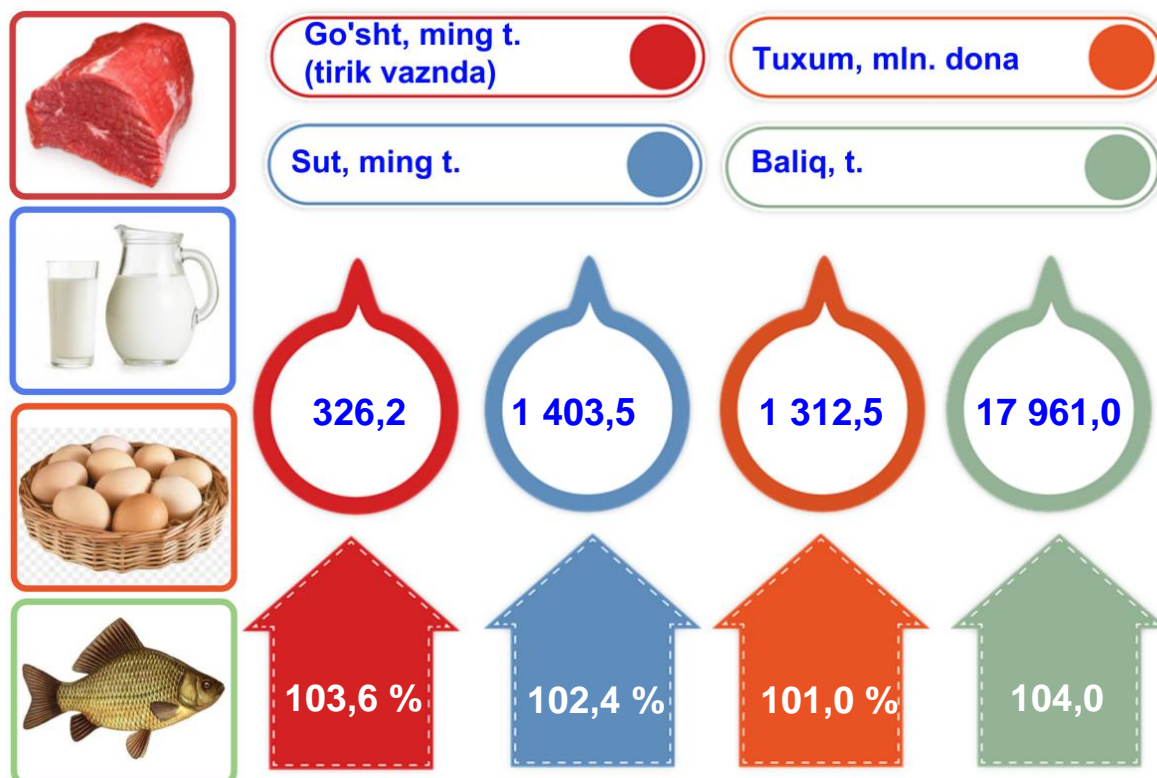 Go'sht, ming t.
(tirik vaznda)
Tuxum, mln. dona
Sut, ming t.
Baliq, t.
326,2
1 403,5
1 312,5
17 961,0
103,6 %
102,4 %
101,0 %
104,0